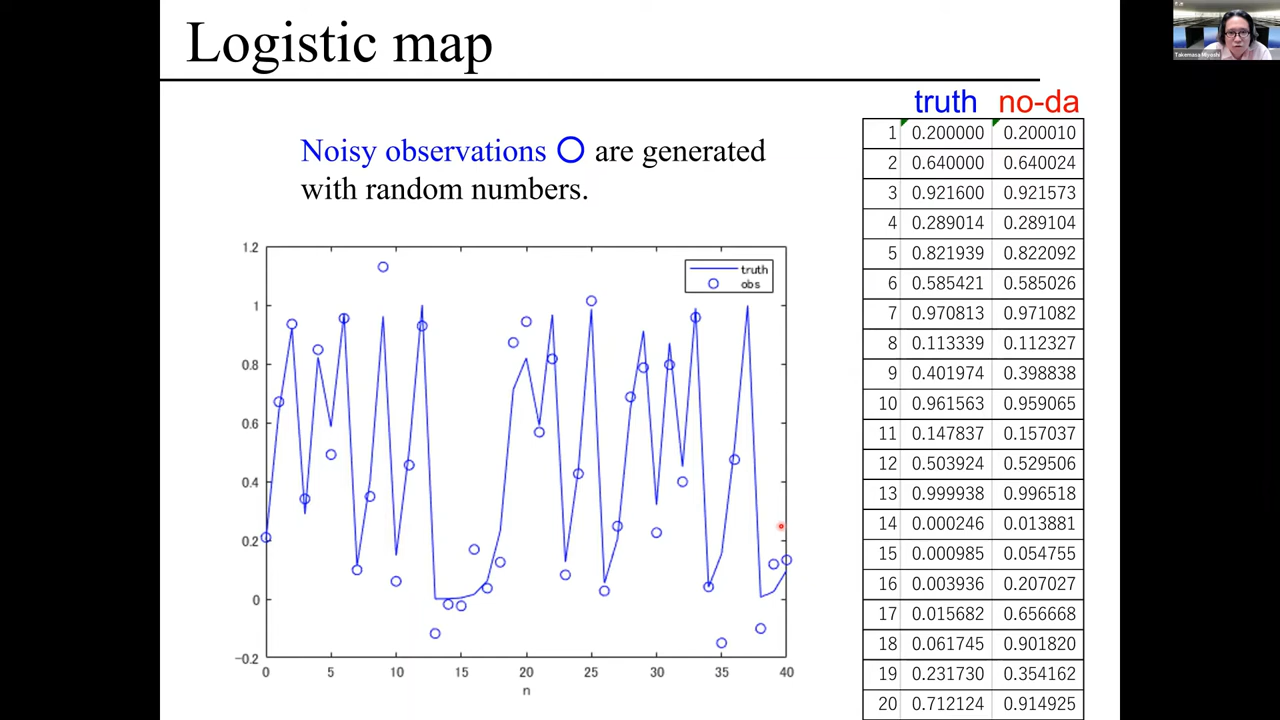 Logistic map
Takemasa Miyoshi
Noisy observations are generated
with random numbers.
truth no-da
1 0.200000 0.200010
2 0.640000 0.640024
3 0.921600 0.921573
4 0.289014 0.289104
5 0.821939 0.822092
6 0.585421 0.585026
7 0.970813 0.971082
8 0.113339 0.112327
9 0.401974 0.398838
10 0.961563 0.959065
11 0.147837 0.157037
12 0.503924 0.529506
13 0.999938 0.996518
14 0.000246 0.013881
15 0.000985 0.054755
16 0.003936 0.207027
17 0.015682 0.656668
18 0.061745 0.901820
19 0.231730 0.354162
20 0.712124 0.914925
truth
obs
1.2
1
0.8
0.6
0.4
0.2
0
-0.2
0 5 10 15 20 25 30 35 40
n